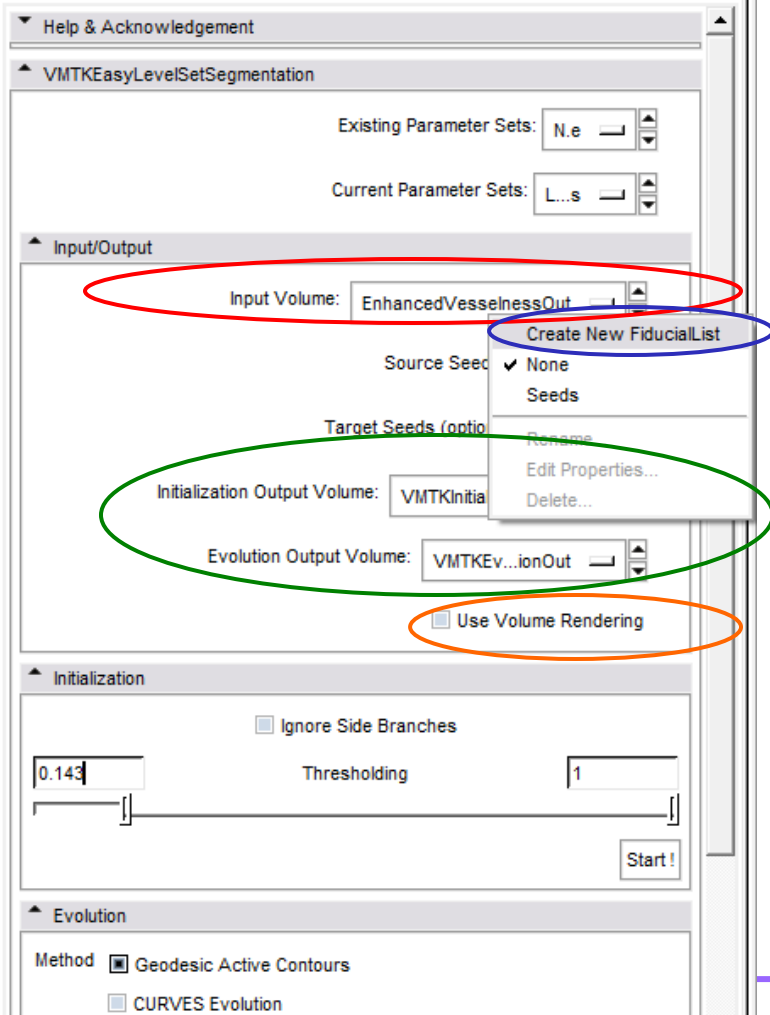 Help & Acknowledgement
VMTKEasyLevelSetSegmentation
Existing Parameter Sets: N.e
Current Parameter Sets: L...s
Input/Output
Input Volume: EnhancedVesselnessOut
Create New FiducialList
Source Seed
None
Seeds
Target Seeds (optio
Rename
Edit Properties...
Initialization Output Volume: VMTKInitial
Delete...
Evolution Output Volume: VMTKEv...ionOut
Use Volume Rendering
Initialization
Ignore Side Branches
0.143 Thresholding 1
Start !
Evolution
Method Geodesic Active Contours
CURVES Evolution